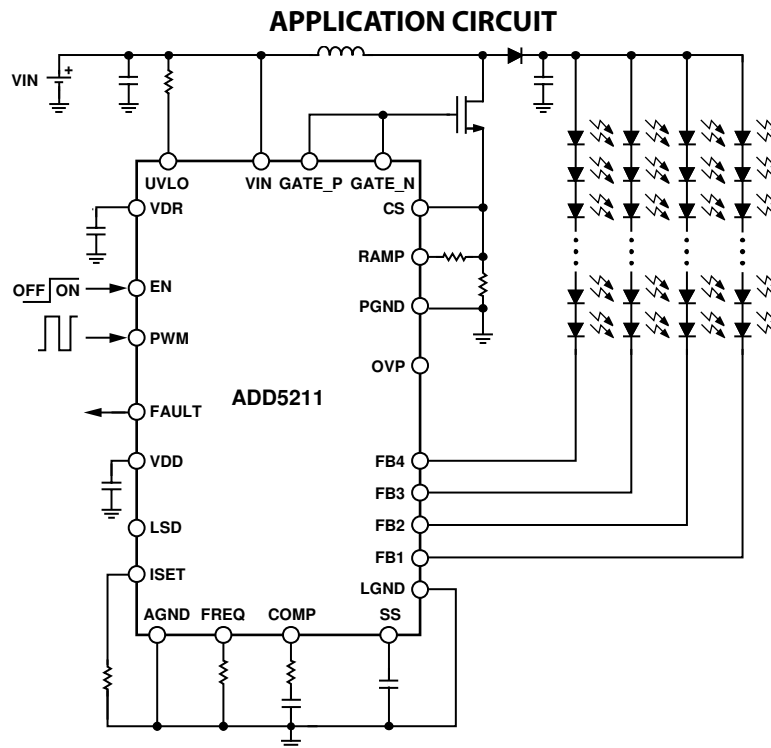 APPLICATION CIRCUIT
VIN
+
UVLO
VIN
GATE_P
GATE_N
VDR
CS
RAMP
OFF
ON
EN
PGND
PWM
OVP
ADD5211
FAULT
VDD
FB4
FB3
LSD
FB2
FB1
ISET
LGND
AGND
FREQ
COMP
SS